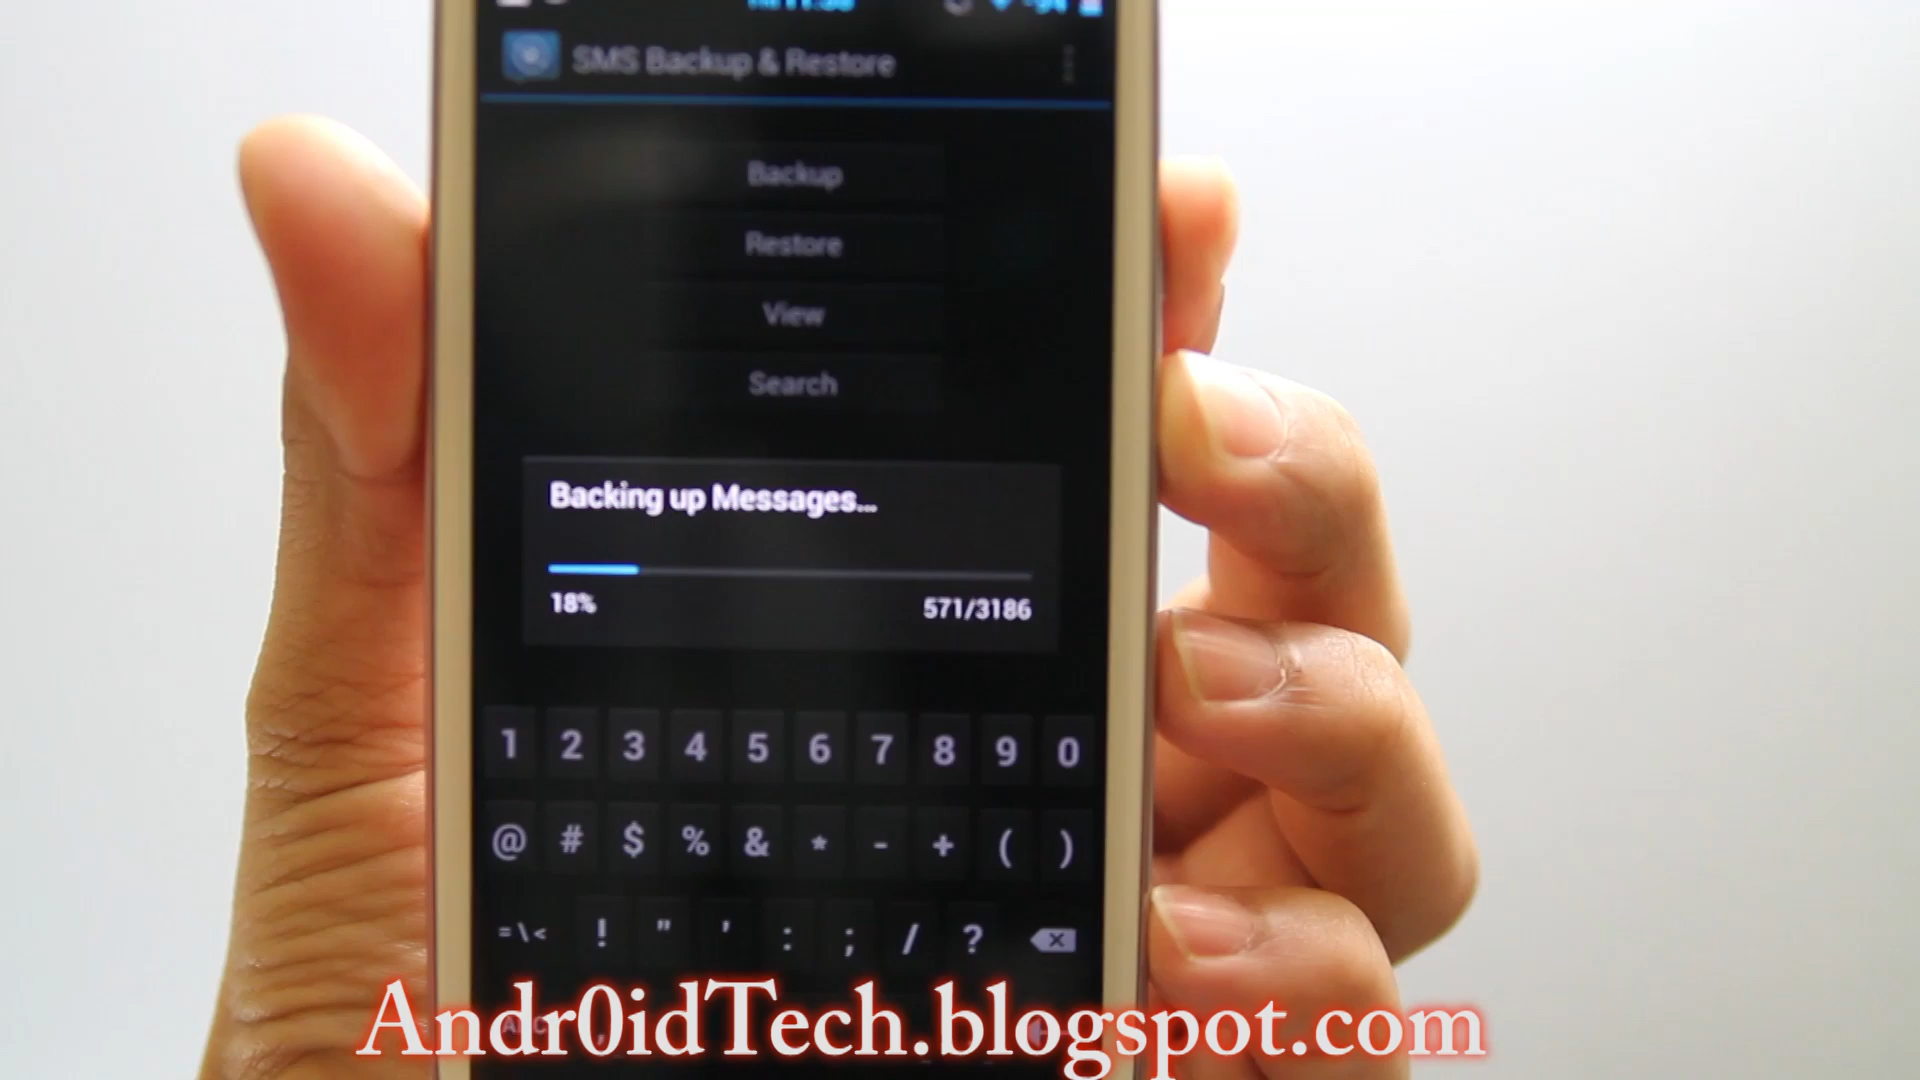 SMS Backup & Restore
Backup
Restore
View
Search
Backing up Messages...
18% 571/3186
1 2 3 4 5 6 7 8 9 0
@ # $ % & * - + ( )
=\< ! " ' : ; / ?
Andr0idTech.blogspot.com